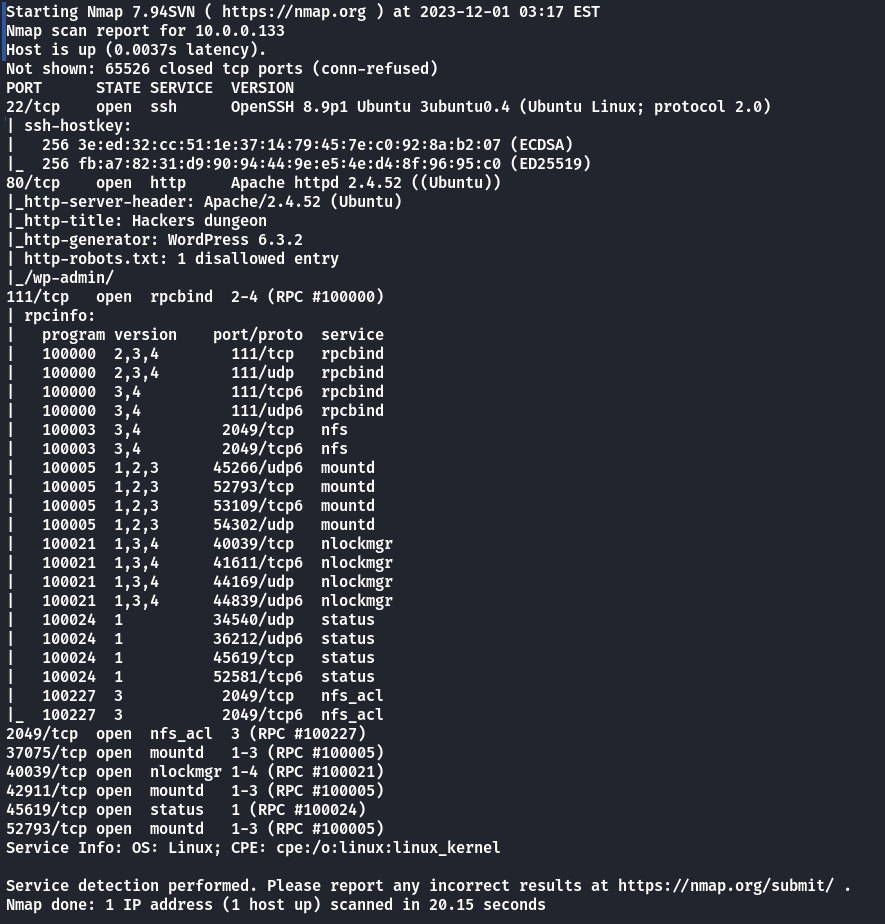 Starting Nmap 7.94SVN ( https://nmap.org ) at 2023-12-01 03:17 EST
Nmap scan report for 10.0.0.133
Host is up (0.0037s latency).
Not shown: 65526 closed tcp ports (conn-refused)
PORT      STATE SERVICE  VERSION
22/tcp    open  ssh      OpenSSH 8.9p1 Ubuntu 3ubuntu0.4 (Ubuntu Linux; protocol 2.0)
| ssh-hostkey:
|   256 3e:ed:32:cc:51:1e:37:14:79:45:7e:c0:92:8a:b2:07 (ECDSA)
|_  256 fb:a7:82:31:d9:90:94:44:9e:e5:4e:d4:8f:96:95:c0 (ED25519)
80/tcp    open  http     Apache httpd 2.4.52 ((Ubuntu))
|_http-server-header: Apache/2.4.52 (Ubuntu)
|_http-title: Hackers dungeon
|_http-generator: WordPress 6.3.2
| http-robots.txt: 1 disallowed entry
|_/wp-admin/
111/tcp   open  rpcbind  2-4 (RPC #100000)
| rpcinfo:
|   program version    port/proto  service
|   100000  2,3,4        111/tcp   rpcbind
|   100000  2,3,4        111/udp   rpcbind
|   100000  3,4          111/tcp6  rpcbind
|   100000  3,4          111/udp6  rpcbind
|   100003  3,4         2049/tcp   nfs
|   100003  3,4         2049/tcp6  nfs
|   100005  1,2,3      45266/udp6  mountd
|   100005  1,2,3      52793/tcp   mountd
|   100005  1,2,3      53109/tcp6  mountd
|   100005  1,2,3      54302/udp   mountd
|   100021  1,3,4      40039/tcp   nlockmgr
|   100021  1,3,4      41611/tcp6  nlockmgr
|   100021  1,3,4      44169/udp   nlockmgr
|   100021  1,3,4      44839/udp6  nlockmgr
|   100024  1          34540/udp   status
|   100024  1          36212/udp6  status
|   100024  1          45619/tcp   status
|   100024  1          52581/tcp6  status
|   100227  3           2049/tcp   nfs_acl
|_  100227  3           2049/tcp6  nfs_acl
2049/tcp  open  nfs_acl  3 (RPC #100227)
37075/tcp open  mountd   1-3 (RPC #100005)
40039/tcp open  nlockmgr 1-4 (RPC #100021)
42911/tcp open  mountd   1-3 (RPC #100005)
45619/tcp open  status   1 (RPC #100024)
52793/tcp open  mountd   1-3 (RPC #100005)
Service Info: OS: Linux; CPE: cpe:/o:linux:linux_kernel

Service detection performed. Please report any incorrect results at https://nmap.org/submit/ .
Nmap done: 1 IP address (1 host up) scanned in 20.15 seconds